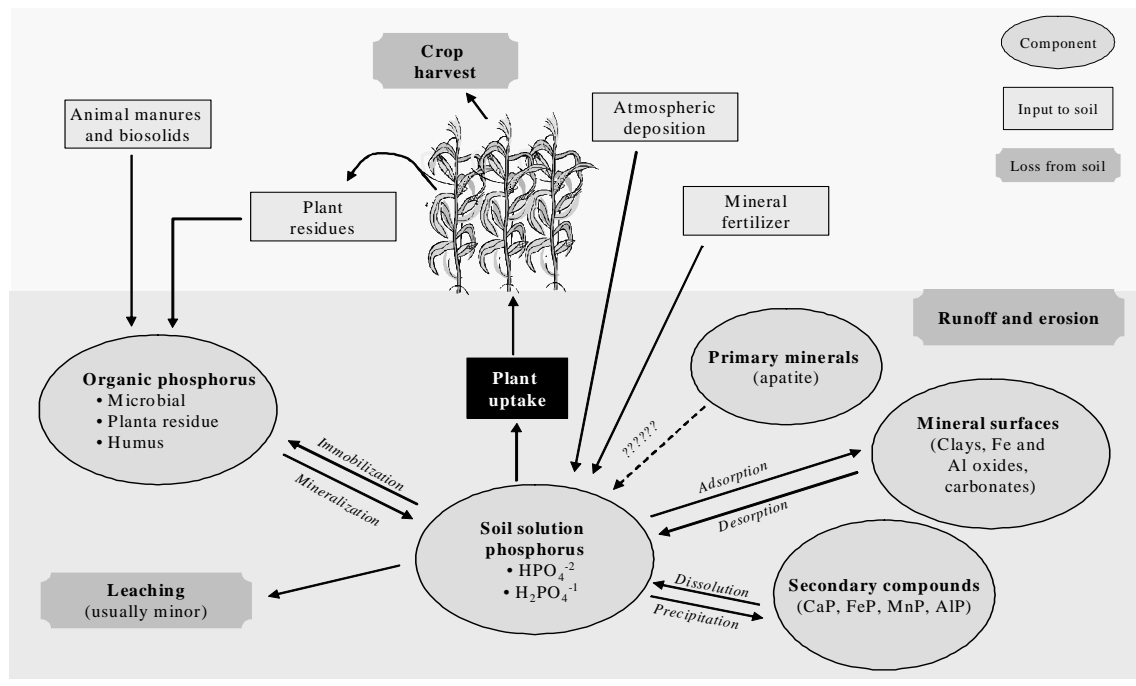 Crop
harvest
Component
Animal manures
and biosolids
Atmospheric
deposition
Input to soil
Loss from soil
Plant
residues
Mineral
fertilizer
Runoff and erosion
Primary minerals
(apatite)
Plant
uptake
Organic phosphorus
• Microbial
• Planta residue
• Humus
??????
Mineral surfaces
(Clays, Fe and
Al oxides,
carbonates)
Immobilization
Mineralization
Adsorption
Desorption
Soil solution
phosphorus
• HPO₄⁻²
• H₂PO₄⁻¹
Leaching
(usually minor)
Dissolution
Precipitation
Secondary compounds
(CaP, FeP, MnP, AlP)